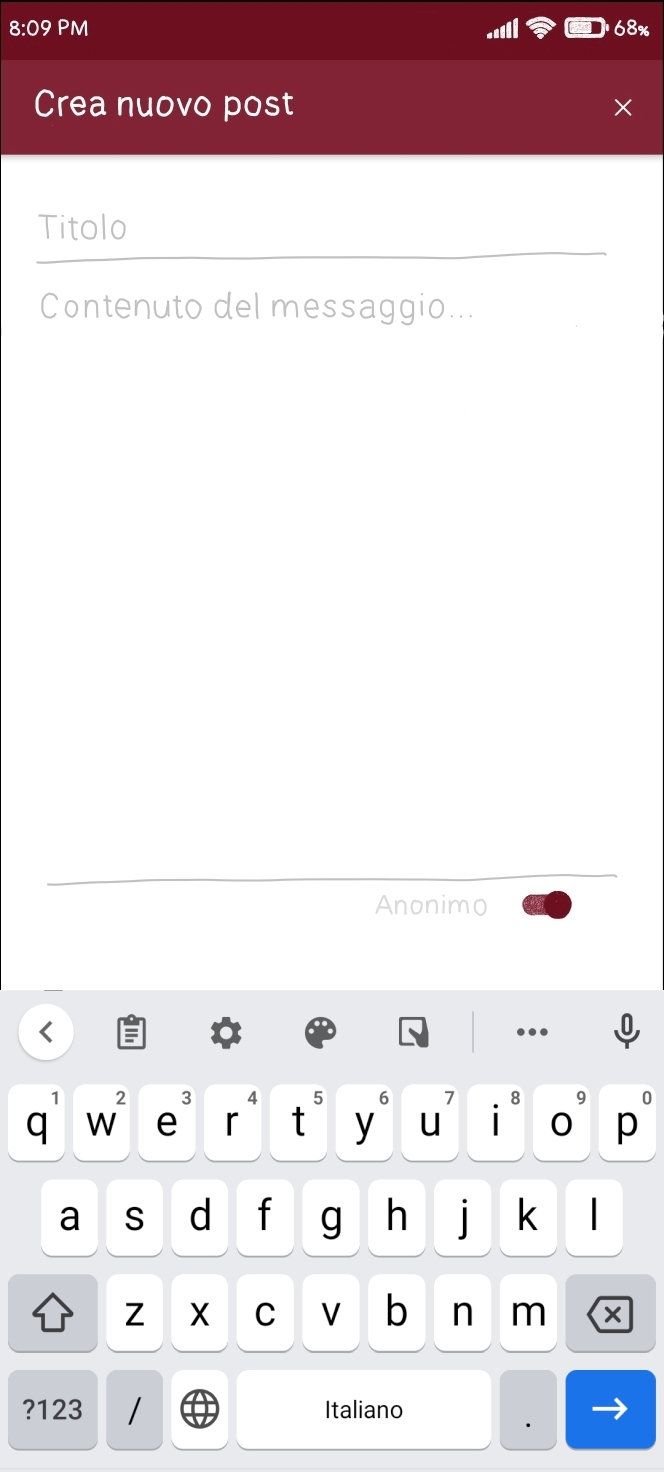 8:09 PM 68%
Crea nuovo post
Titolo
Contenuto del messaggio...
Anonimo
1 2 3 4 5 6 7 8 9 0
q w e r t y u i o p
a s d f g h j k l
z x c v b n m
?123 / Italiano .